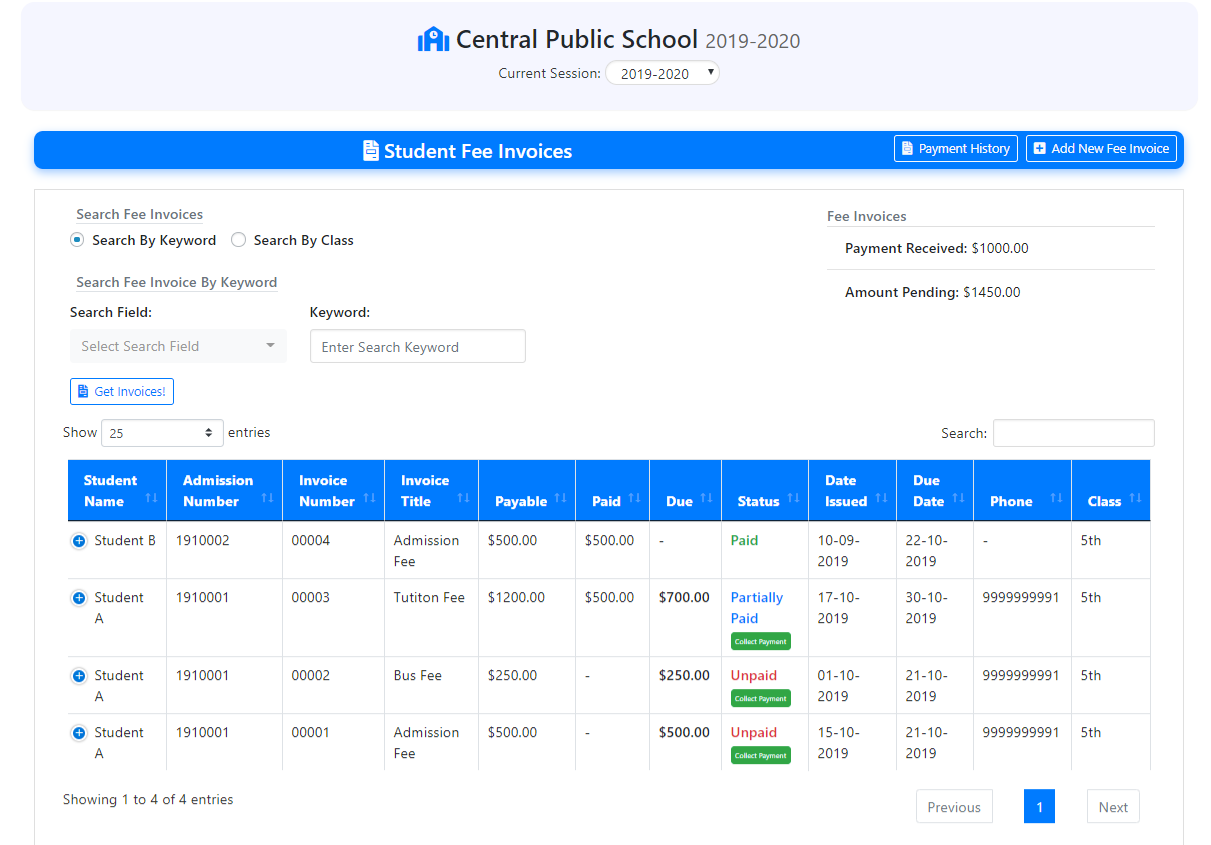 Central Public School 2019-2020
Current Session: 2019-2020
Student Fee Invoices
Payment History
Add New Fee Invoice
Search Fee Invoices
Search By Keyword Search By Class
Search Fee Invoice By Keyword
Search Field: Keyword:
Select Search Field Enter Search Keyword
Get Invoices!
Fee Invoices
Payment Received: $1000.00
Amount Pending: $1450.00
Show 25 entries Search:
Student Name Admission Number Invoice Number Invoice Title Payable Paid Due Status Date Issued Due Date Phone Class
Student B 1910002 00004 Admission Fee $500.00 $500.00 - Paid 10-09-2019 22-10-2019 - 5th
Student A 1910001 00003 Tutiton Fee $1200.00 $500.00 $700.00 Partially Paid Collect Payment 17-10-2019 30-10-2019 9999999991 5th
Student A 1910001 00002 Bus Fee $250.00 - $250.00 Unpaid Collect Payment 01-10-2019 21-10-2019 9999999991 5th
Student A 1910001 00001 Admission Fee $500.00 - $500.00 Unpaid Collect Payment 15-10-2019 21-10-2019 9999999991 5th
Showing 1 to 4 of 4 entries
Previous 1 Next